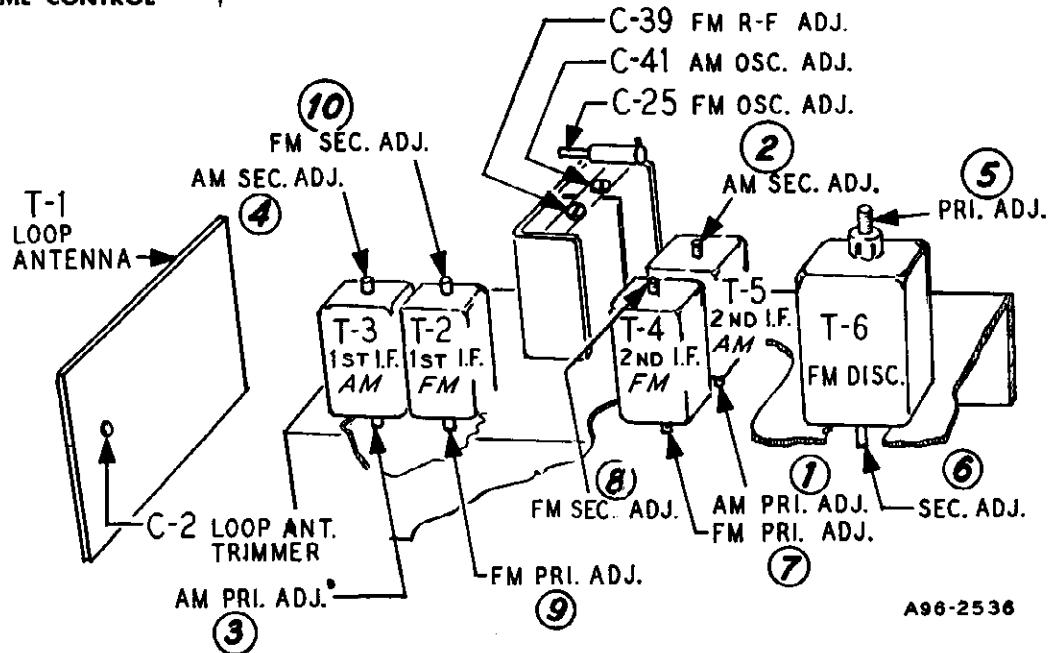 C-39 FM R-F ADJ.
C-41 AM OSC. ADJ.
C-25 FM OSC. ADJ.
10
FM SEC. ADJ.
2
AM SEC. ADJ.
AM SEC. ADJ.
4
5
PRI. ADJ.
T-1
LOOP
ANTENNA
T-3
1ST I.F.
AM
T-2
1ST I.F.
FM
T-4
2ND I.F.
FM
T-5
2ND I.F.
AM
T-6
FM DISC.
C-2 LOOP ANT.
TRIMMER
8
FM SEC. ADJ.
1
AM PRI. ADJ.
FM PRI. ADJ.
7
6
SEC. ADJ.
AM PRI. ADJ.
3
FM PRI. ADJ.
9
A96-2536